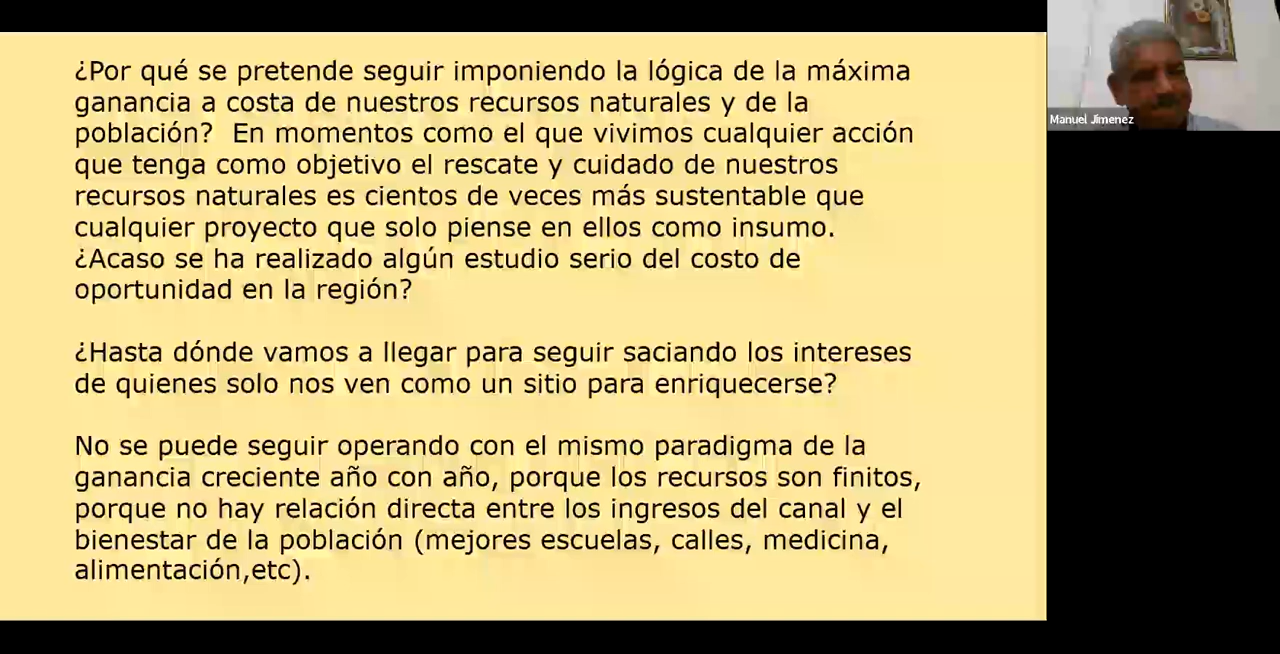 ¿Por qué se pretende seguir imponiendo la lógica de la máxima
ganancia a costa de nuestros recursos naturales y de la
población?  En momentos como el que vivimos cualquier acción
que tenga como objetivo el rescate y cuidado de nuestros
recursos naturales es cientos de veces más sustentable que
cualquier proyecto que solo piense en ellos como insumo.
¿Acaso se ha realizado algún estudio serio del costo de
oportunidad en la región?
¿Hasta dónde vamos a llegar para seguir saciando los intereses
de quienes solo nos ven como un sitio para enriquecerse?
No se puede seguir operando con el mismo paradigma de la
ganancia creciente año con año, porque los recursos son finitos,
porque no hay relación directa entre los ingresos del canal y el
bienestar de la población (mejores escuelas, calles, medicina,
alimentación,etc).
Manuel Jimenez